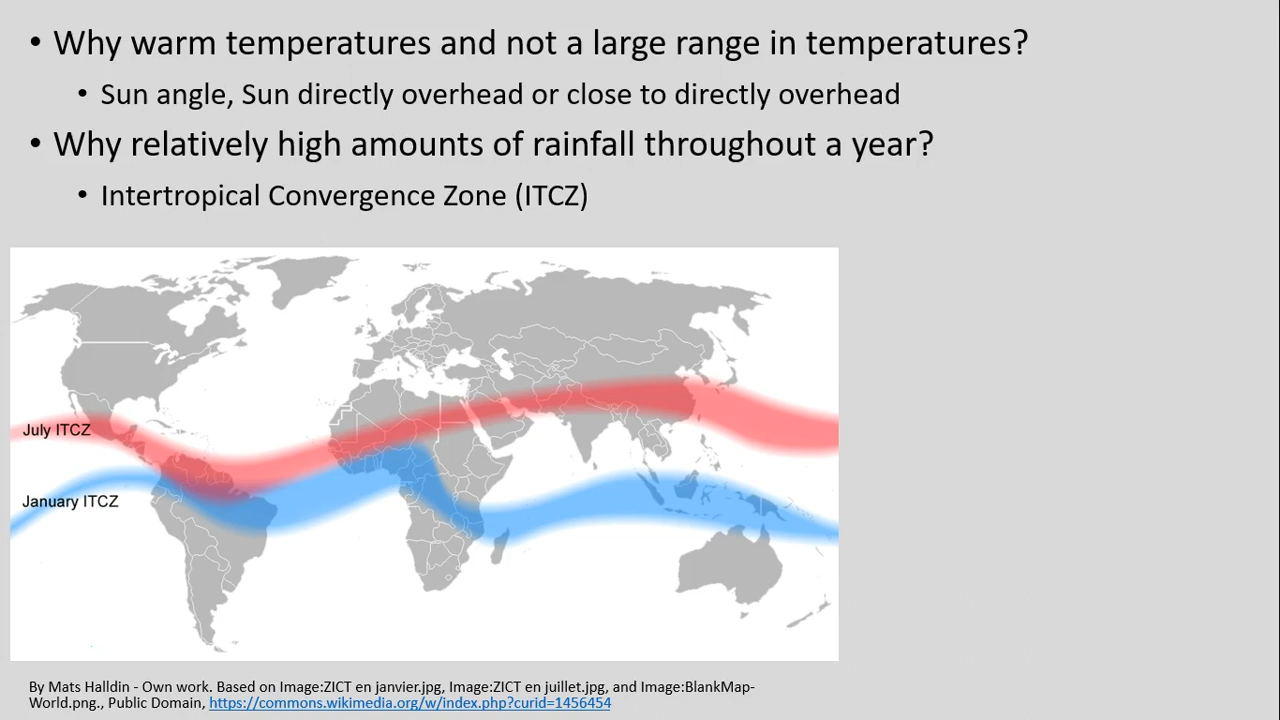 • Why warm temperatures and not a large range in temperatures?
• Sun angle, Sun directly overhead or close to directly overhead
• Why relatively high amounts of rainfall throughout a year?
• Intertropical Convergence Zone (ITCZ)
July ITCZ
January ITCZ
By Mats Halldin - Own work. Based on Image:ZICT en janvier.jpg, Image:ZICT en juillet.jpg, and Image:BlankMap-
World.png., Public Domain, https://commons.wikimedia.org/w/index.php?curid=1456454